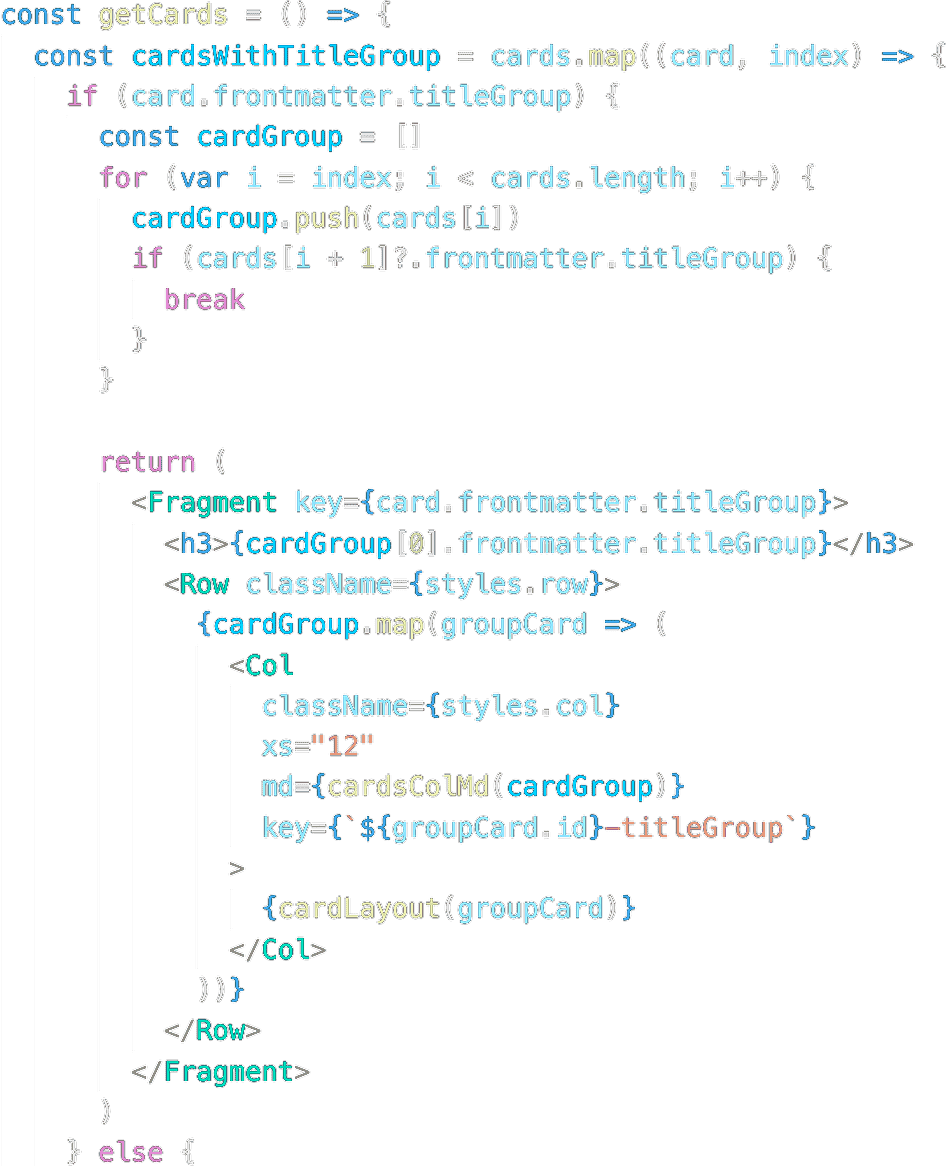 const getCards = () => {
  const cardsWithTitleGroup = cards.map((card, index) => {
    if (card.frontmatter.titleGroup) {
      const cardGroup = []
      for (var i = index; i < cards.length; i++) {
        cardGroup.push(cards[i])
        if (cards[i + 1]?.frontmatter.titleGroup) {
          break
        }
      }

      return (
        <Fragment key={card.frontmatter.titleGroup}>
          <h3>{cardGroup[0].frontmatter.titleGroup}</h3>
          <Row className={styles.row}>
            {cardGroup.map(groupCard => (
              <Col
                className={styles.col}
                xs="12"
                md={cardsColMd(cardGroup)}
                key={`${groupCard.id}-titleGroup`}
              >
                {cardLayout(groupCard)}
              </Col>
            ))}
          </Row>
        </Fragment>
      )
    } else {